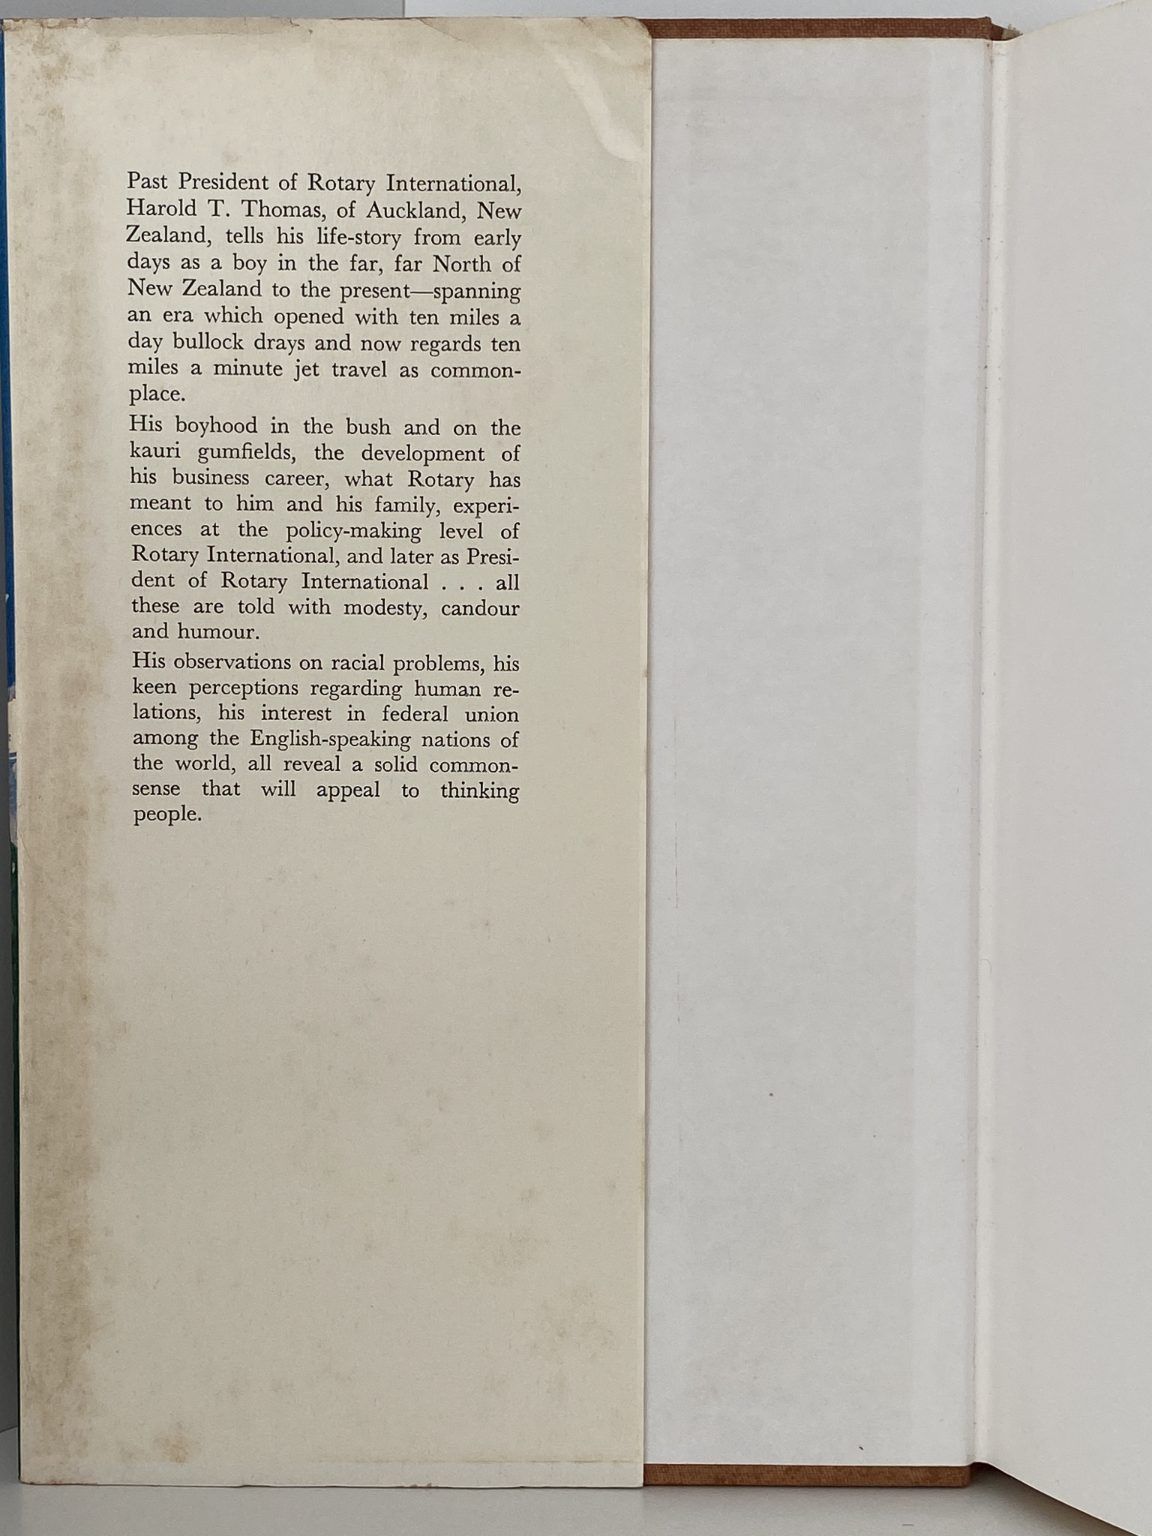 Past President of Rotary International,
Harold T. Thomas, of Auckland, New
Zealand, tells his life-story from early
days as a boy in the far, far North of
New Zealand to the present—spanning
an era which opened with ten miles a
day bullock drays and now regards ten
miles a minute jet travel as common-
place.
His boyhood in the bush and on the
kauri gumfields, the development of
his business career, what Rotary has
meant to him and his family, experi-
ences at the policy-making level of
Rotary International, and later as Presi-
dent of Rotary International . . . all
these are told with modesty, candour
and humour.
His observations on racial problems, his
keen perceptions regarding human re-
lations, his interest in federal union
among the English-speaking nations of
the world, all reveal a solid common-
sense that will appeal to thinking
people.